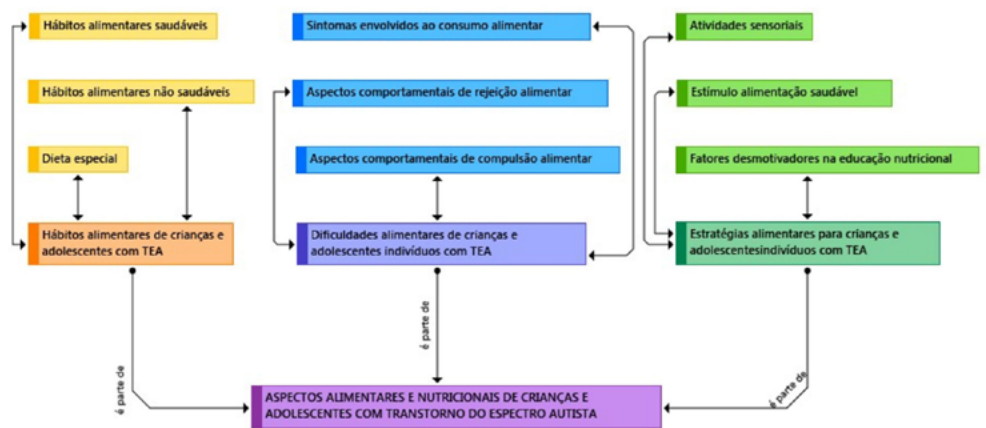 Hábitos alimentares saudáveis
Hábitos alimentares não saudáveis
Dieta especial
Hábitos alimentares de crianças e
adolescentes com TEA
Sintomas envolvidos ao consumo alimentar
Aspectos comportamentais de rejeição alimentar
Aspectos comportamentais de compulsão alimentar
Dificuldades alimentares de crianças e
adolescentes indivíduos com TEA
Atividades sensoriais
Estímulo alimentação saudável
Fatores desmotivadores na educação nutricional
Estratégias alimentares para crianças e
adolescentesindivíduos com TEA
é parte de
é parte de
é parte de
ASPECTOS ALIMENTARES E NUTRICIONAIS DE CRIANÇAS E
ADOLESCENTES COM TRANSTORNO DO ESPECTRO AUTISTA